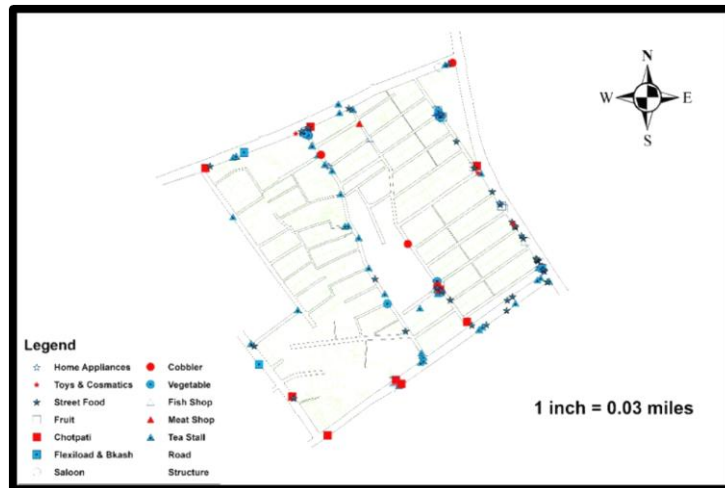 N
W E
S
Legend
Home Appliances Cobbler
Toys & Cosmatics Vegetable
Street Food Fish Shop
Fruit Meat Shop
Chotpati Tea Stall
Flexiload & Bkash Road
Saloon Structure
1 inch = 0.03 miles